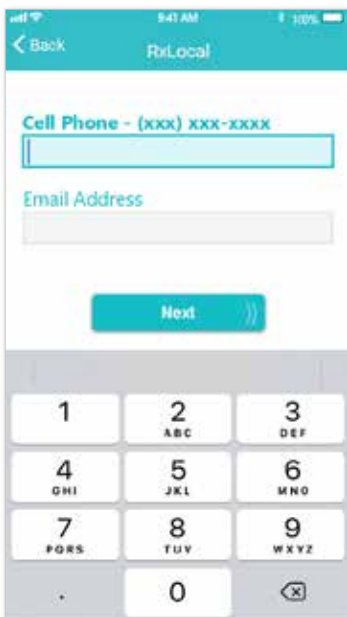 9:41 AM 100%
Back RxLocal
Cell Phone - (xxx) xxx-xxxx
Email Address
Next
1 2 3
ABC DEF
4 5 6
GHI JKL MNO
7 8 9
PQRS TUV WXYZ
. 0